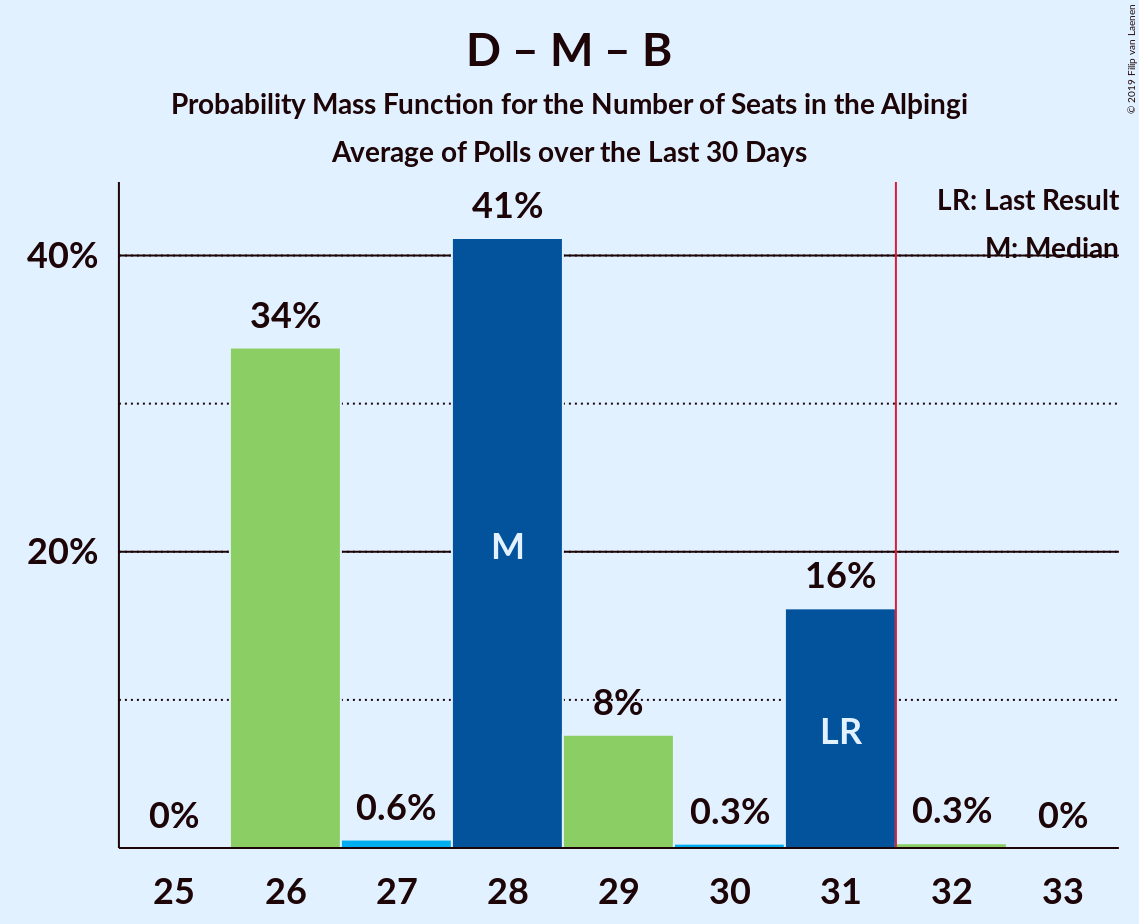 D – M – B
Probability Mass Function for the Number of Seats in the Alþingi
Average of Polls over the Last 30 Days
© 2019 Filip van Laenen
LR: Last Result
M: Median
40%
20%
0%
34%
0.6%
41%
8%
0.3%
16%
0.3%
0%
M
LR
25 26 27 28 29 30 31 32 33